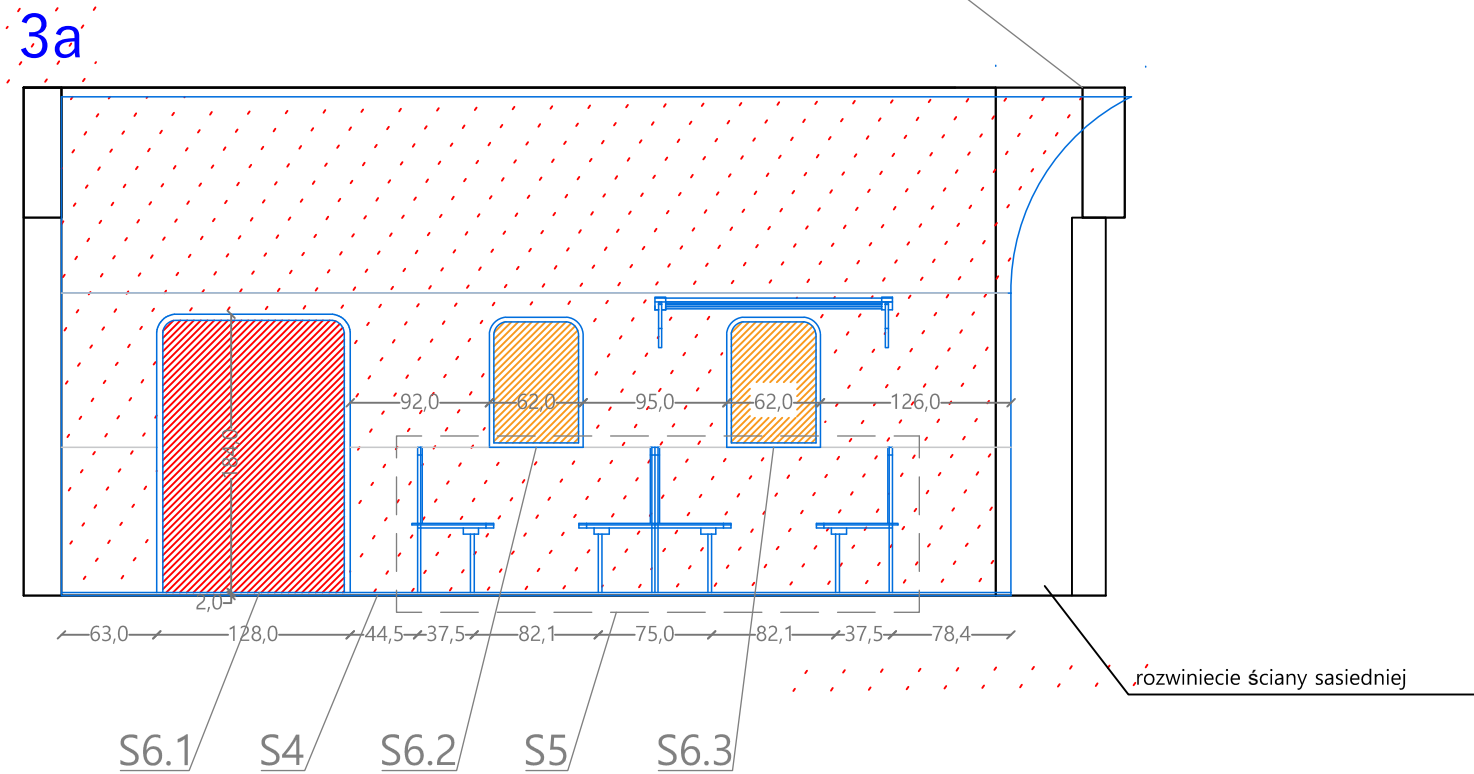 3a
92,0 62,0 95,0 62,0 126,0
2,0
63,0 128,0 44,5 37,5 82,1 75,0 82,1 37,5 78,4
rozwiniecie ściany sasiedniej
S6.1 S4 S6.2 S5 S6.3